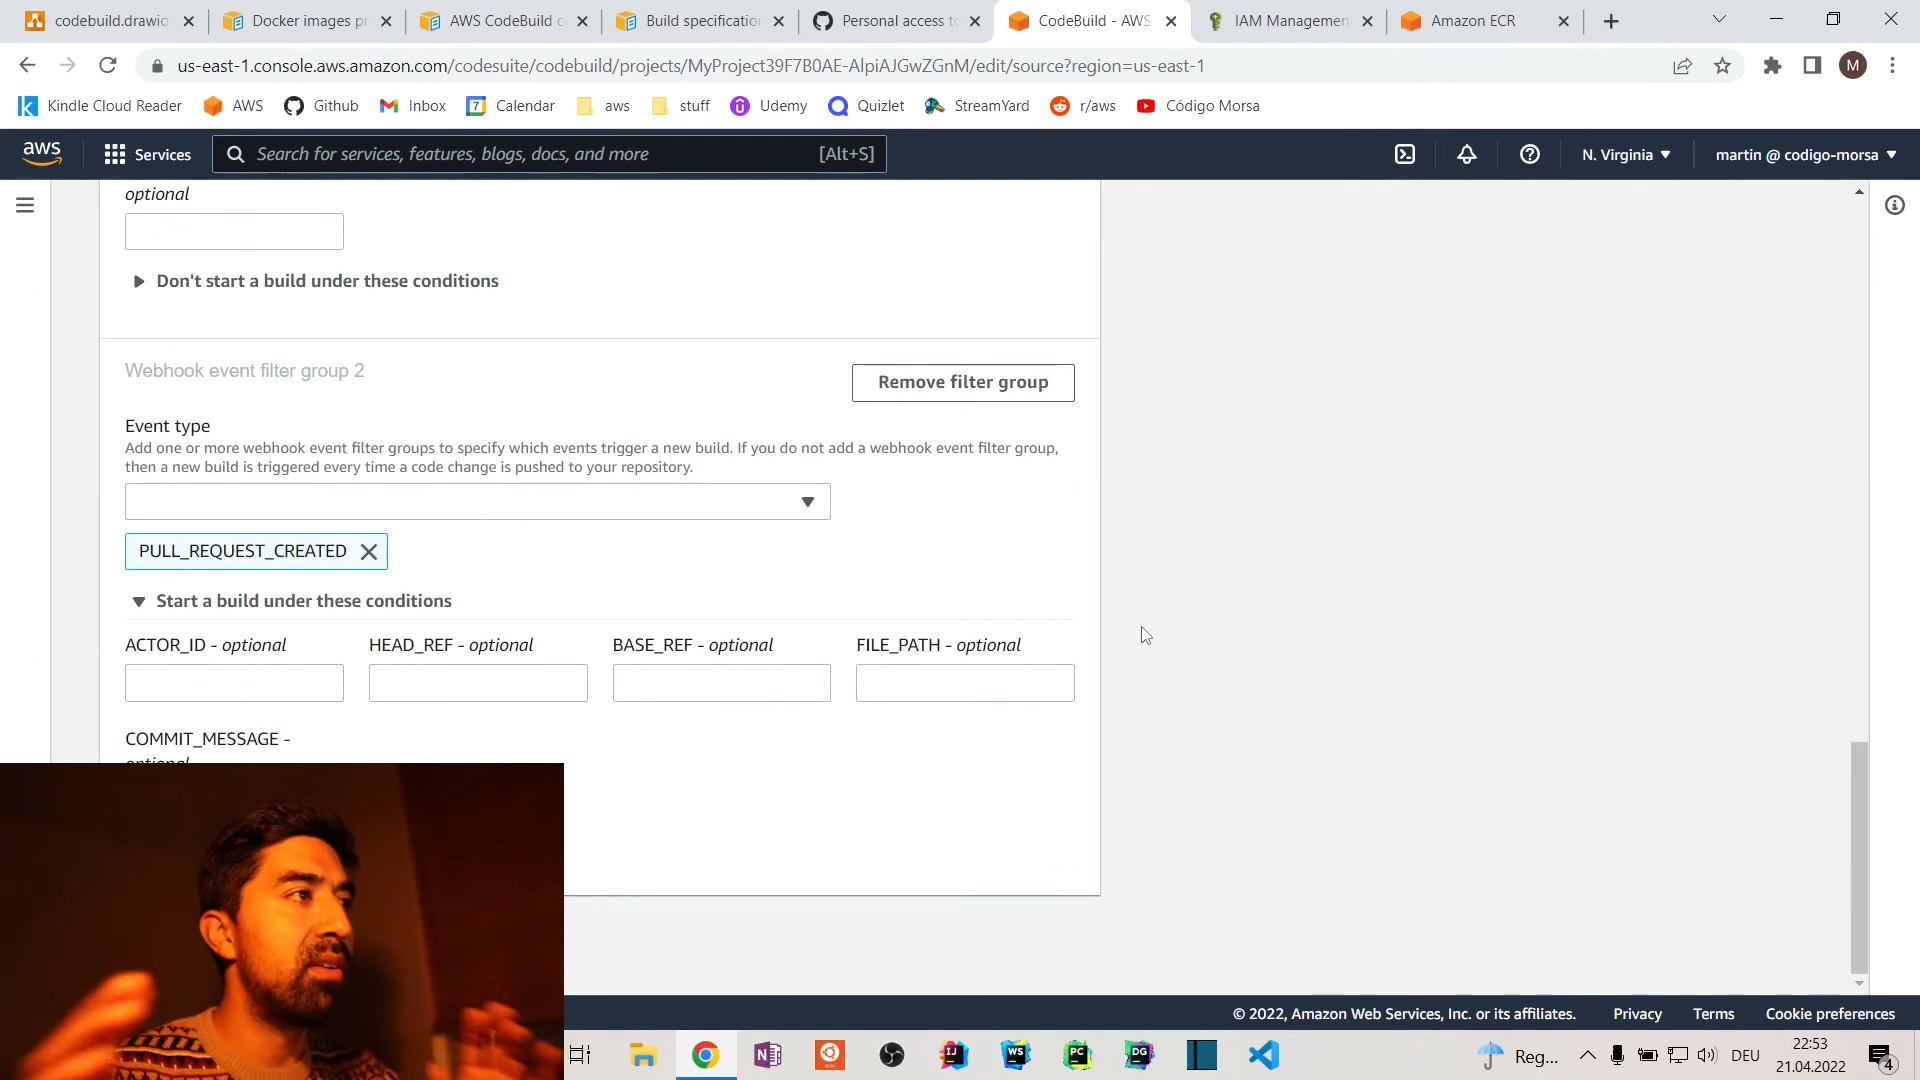 codebuild.drawio
Docker images pr
AWS CodeBuild c
Build specification
Personal access t
CodeBuild - AWS
IAM Managemen
Amazon ECR
us-east-1.console.aws.amazon.com/codesuite/codebuild/projects/MyProject39F7B0AE-AlpiAJGwZGnM/edit/source?region=us-east-1
M
Kindle Cloud Reader
AWS
Github
Inbox
Calendar
aws
stuff
Udemy
Quizlet
StreamYard
r/aws
Código Morsa
aws
Services
Search for services, features, blogs, docs, and more
[Alt+S]
N. Virginia
martin @ codigo-morsa
optional
Don't start a build under these conditions
Webhook event filter group 2
Remove filter group
Event type
Add one or more webhook event filter groups to specify which events trigger a new build. If you do not add a webhook event filter group,
then a new build is triggered every time a code change is pushed to your repository.
PULL_REQUEST_CREATED
Start a build under these conditions
ACTOR_ID - optional
HEAD_REF - optional
BASE_REF - optional
FILE_PATH - optional
COMMIT_MESSAGE -
optional
© 2022, Amazon Web Services, Inc. or its affiliates.
Privacy
Terms
Cookie preferences
Reg...
DEU
22:53
21.04.2022
4